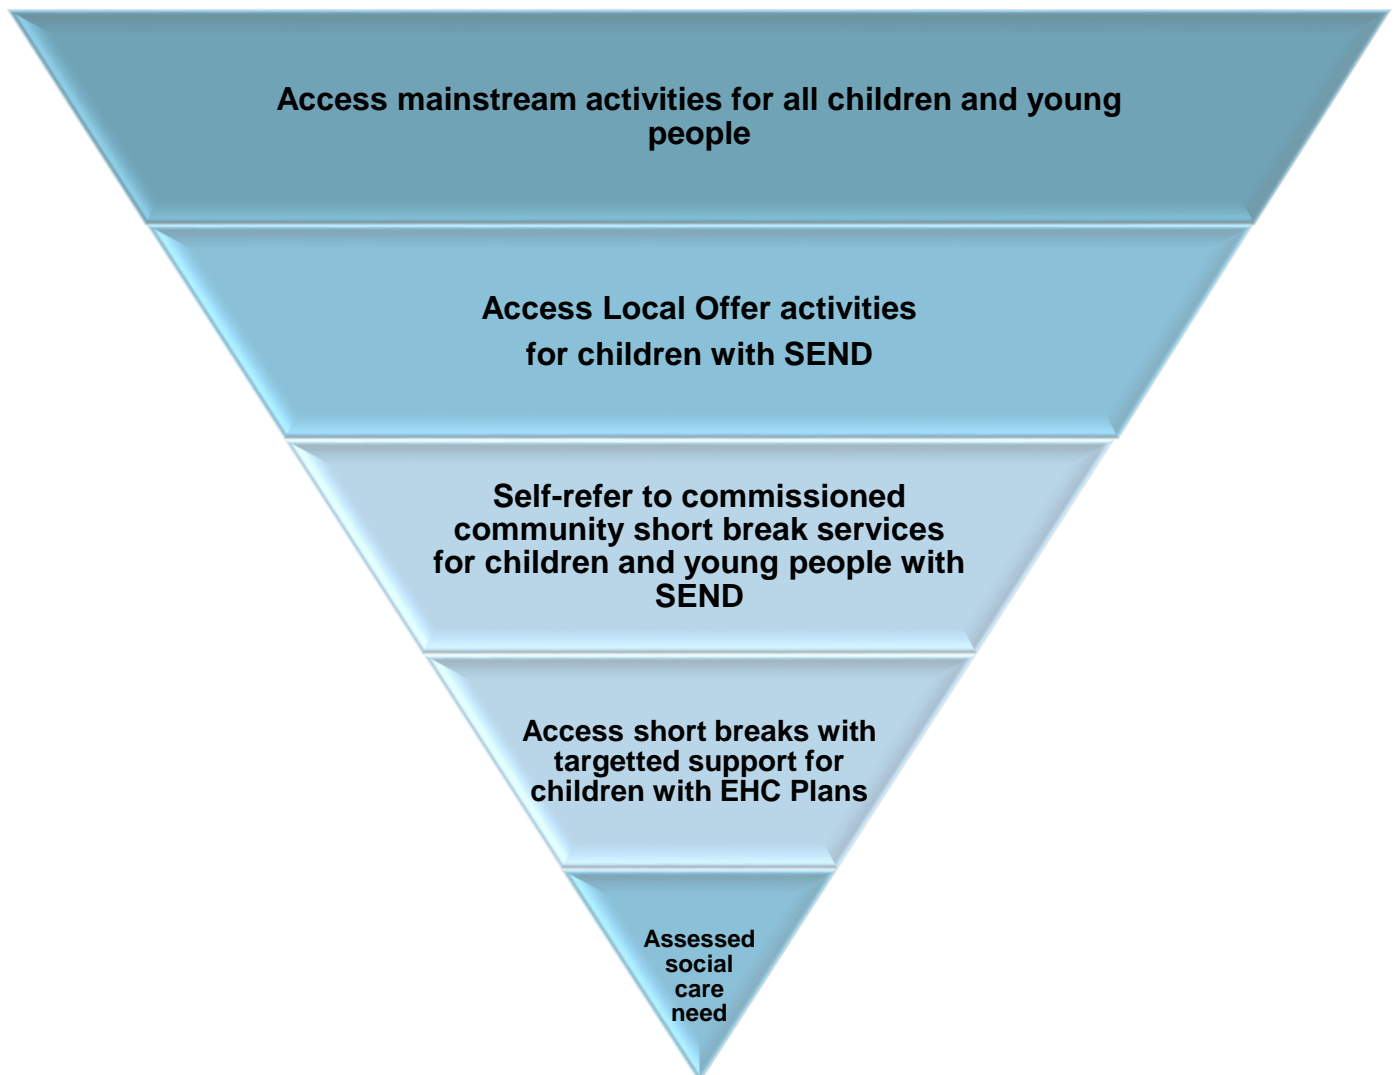 Access mainstream activities for all children and young
people
Access Local Offer activities
for children with SEND
Self-refer to commissioned
community short break services
for children and young people with
SEND
Access short breaks with
targetted support for
children with EHC Plans
Assessed
social
care
need